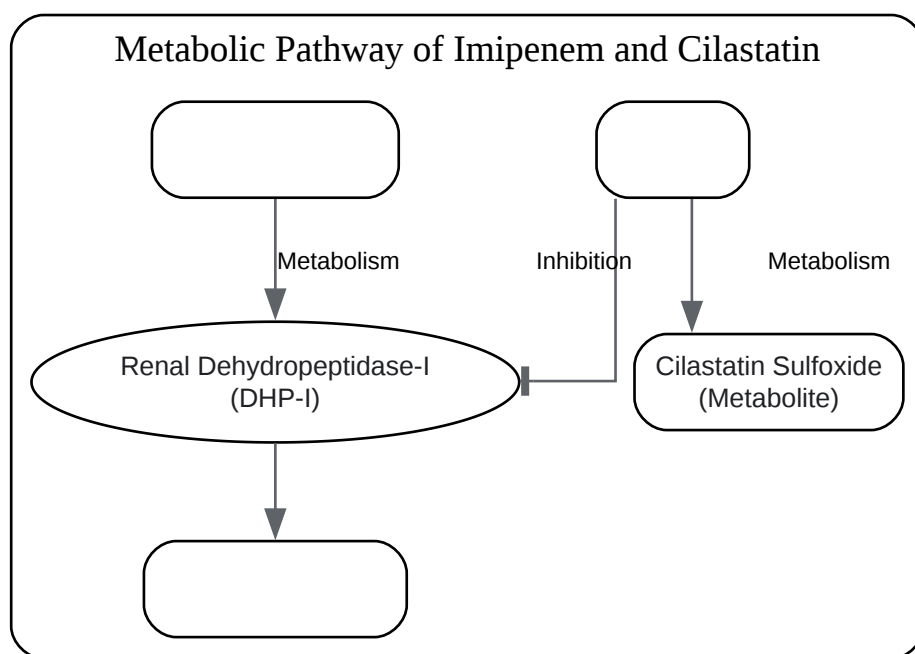 Metabolic Pathway of Imipenem and Cilastatin
Metabolism
Inhibition
Metabolism
Renal Dehydropeptidase-I
(DHP-I)
Cilastatin Sulfoxide
(Metabolite)